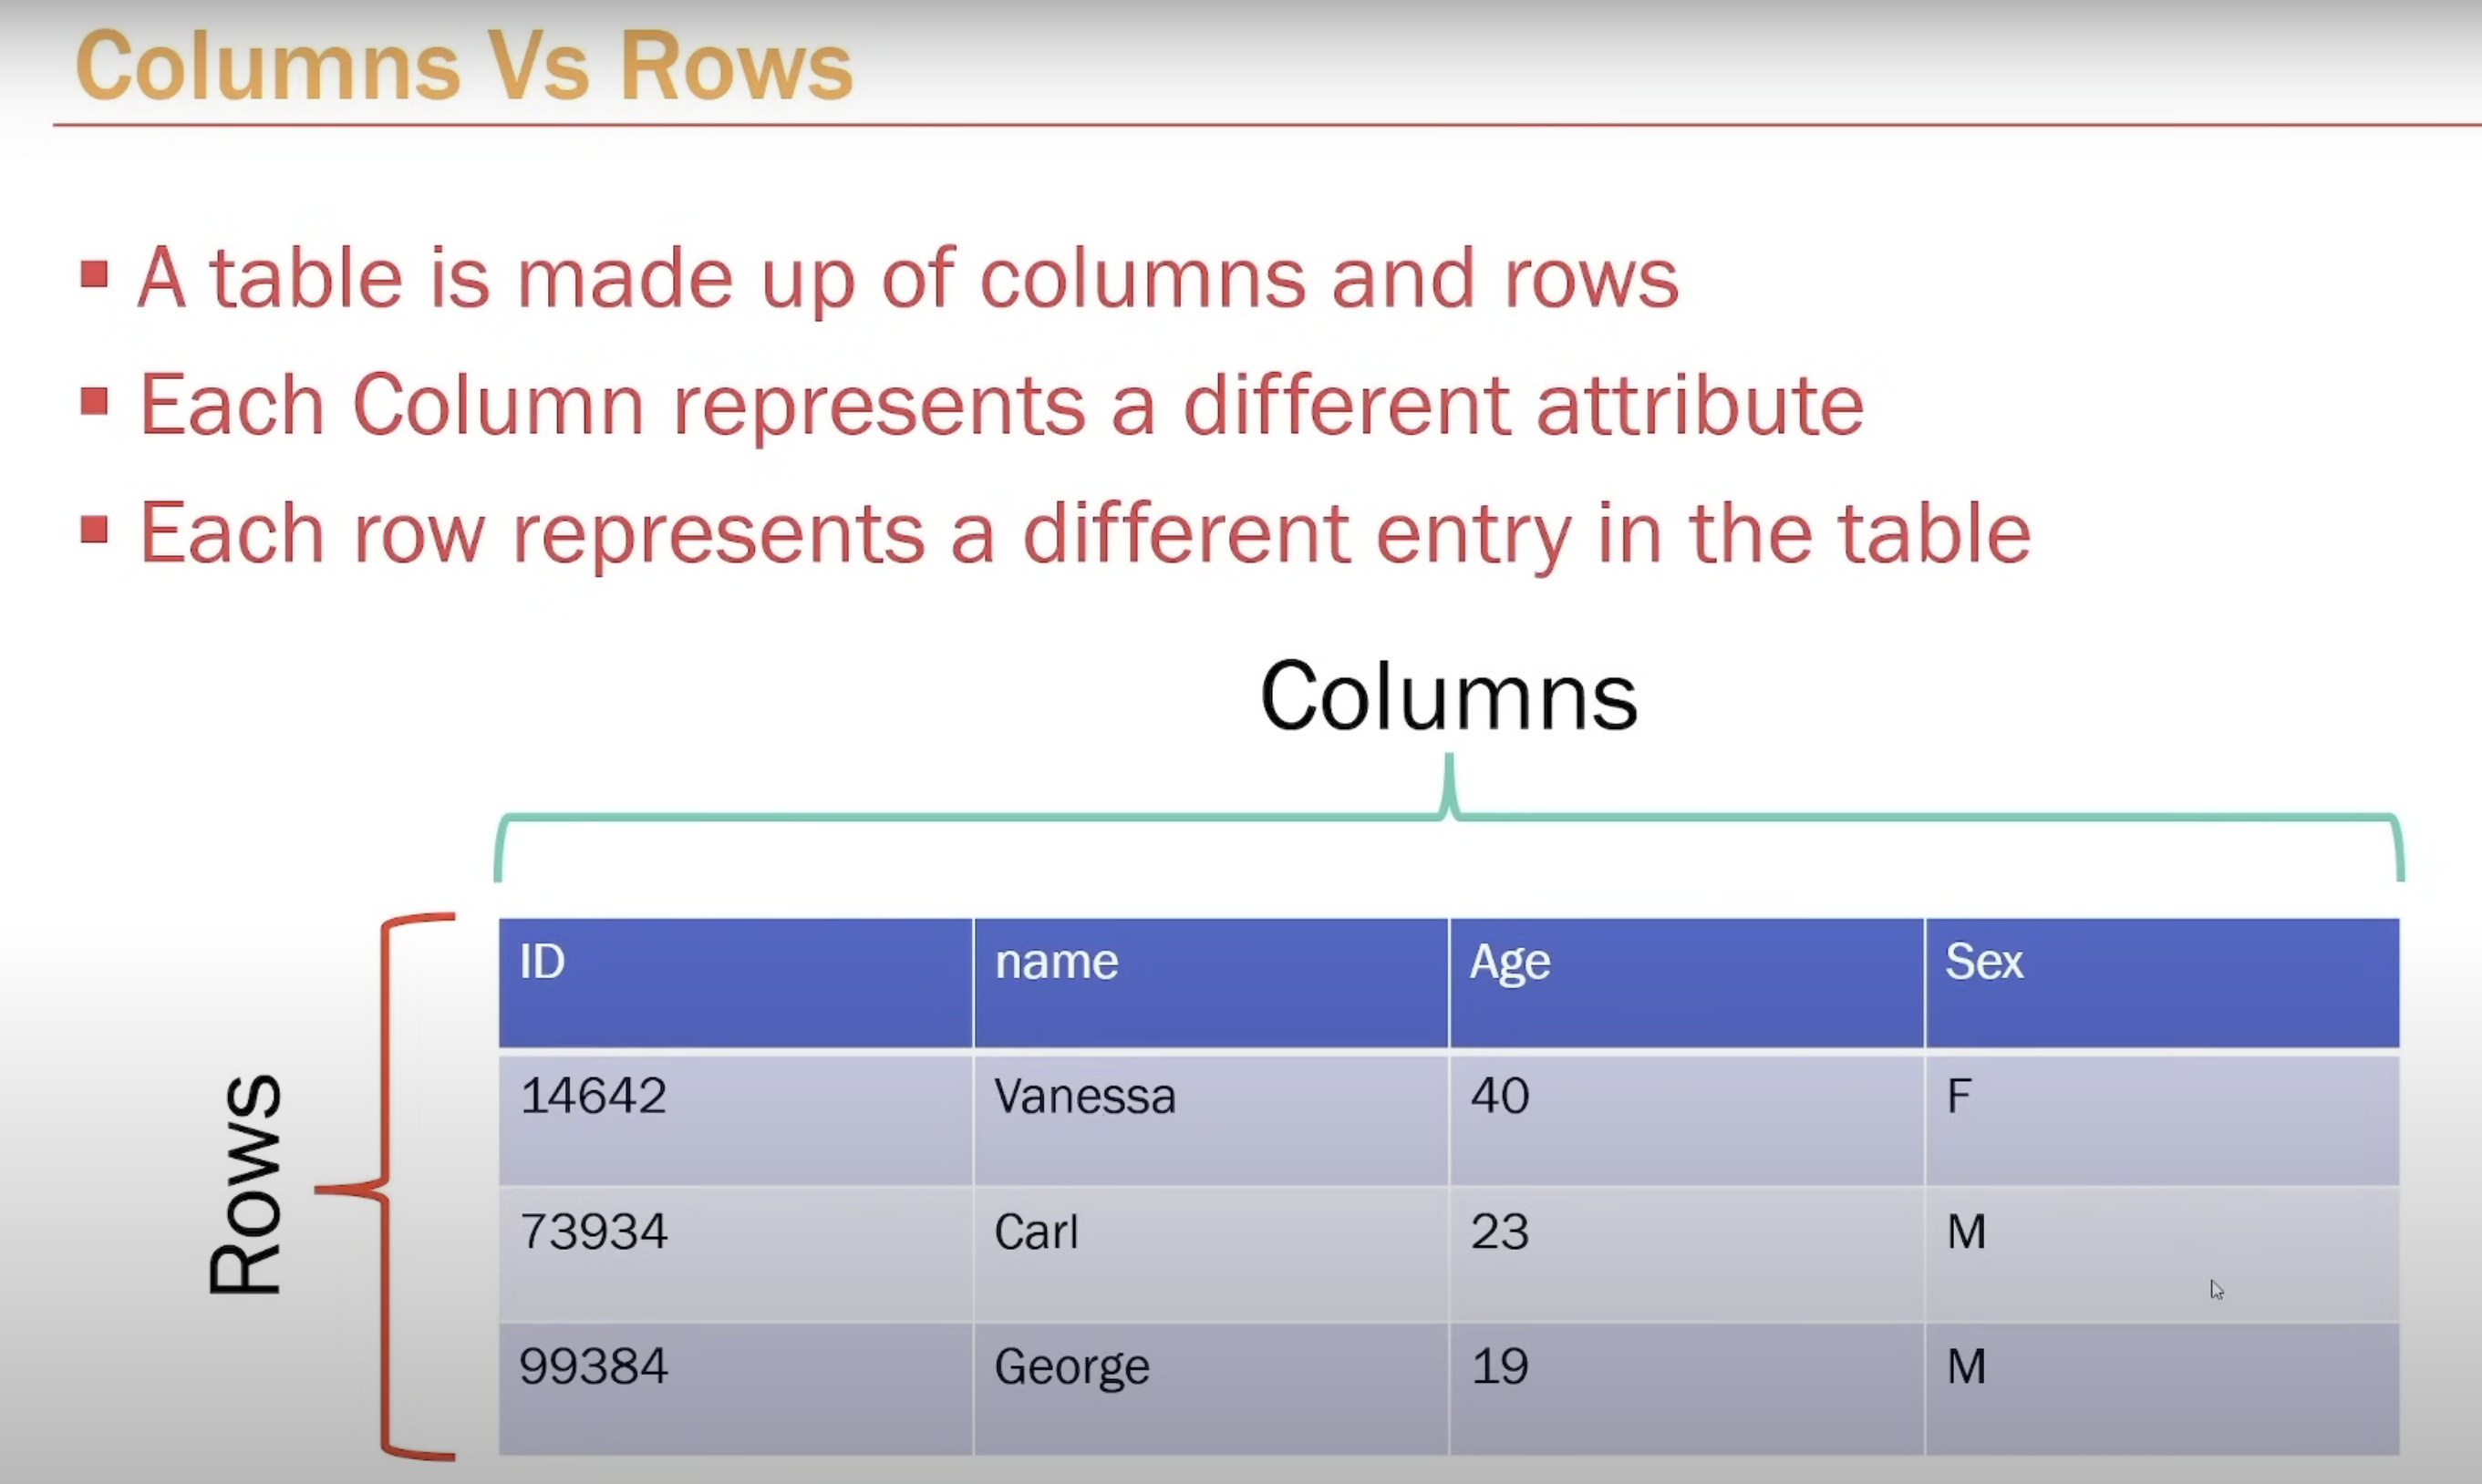 Columns Vs Rows
A table is made up of columns and rows
Each Column represents a different attribute
Each row represents a different entry in the table
Columns
Rows
ID name Age Sex
14642 Vanessa 40 F
73934 Carl 23 M
99384 George 19 M